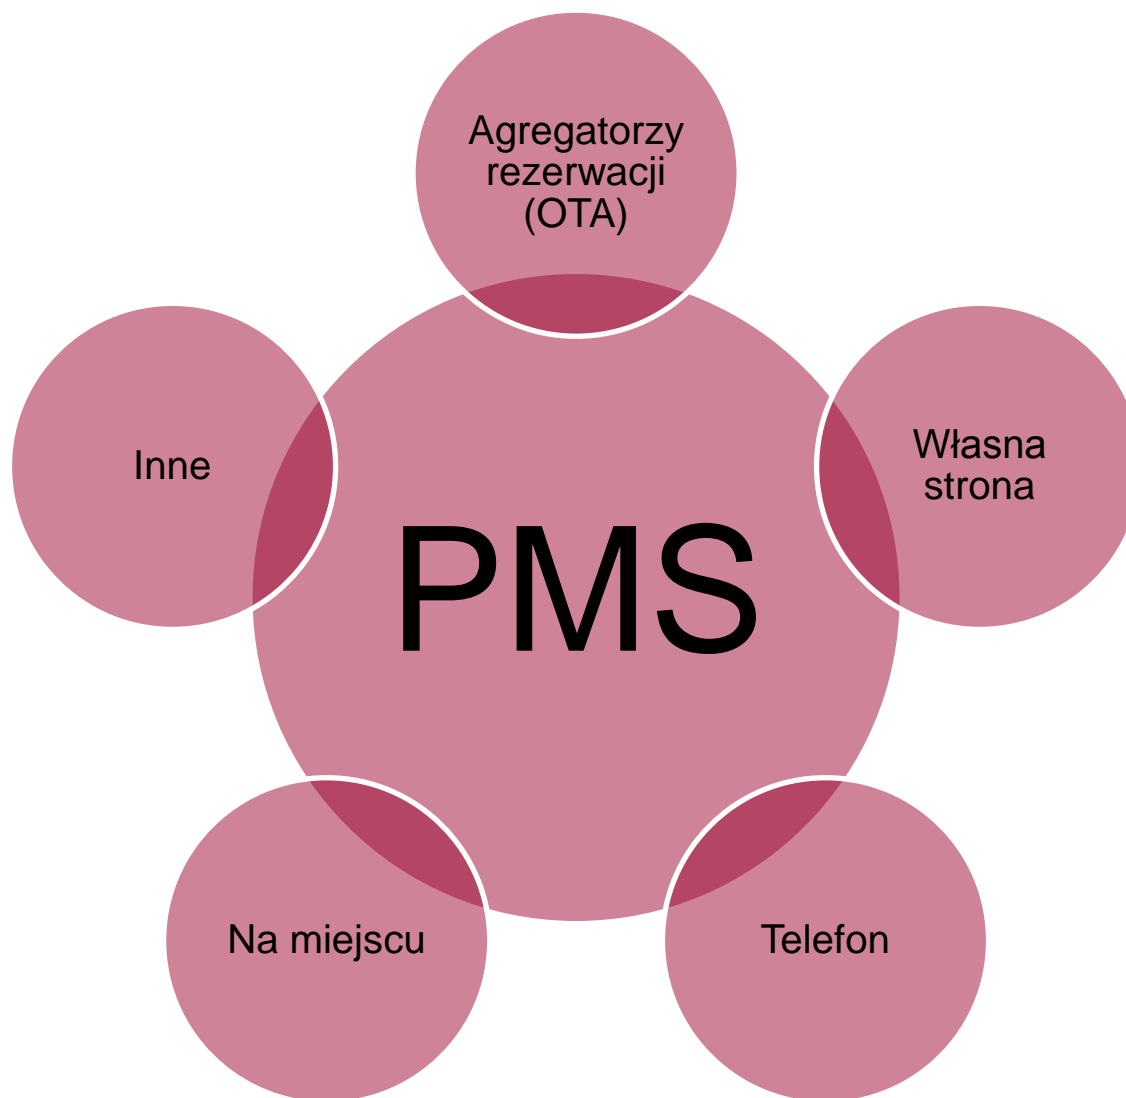 Agregatorzy
rezerwacji
(OTA)
Własna
strona
Telefon
Na miejscu
Inne
PMS